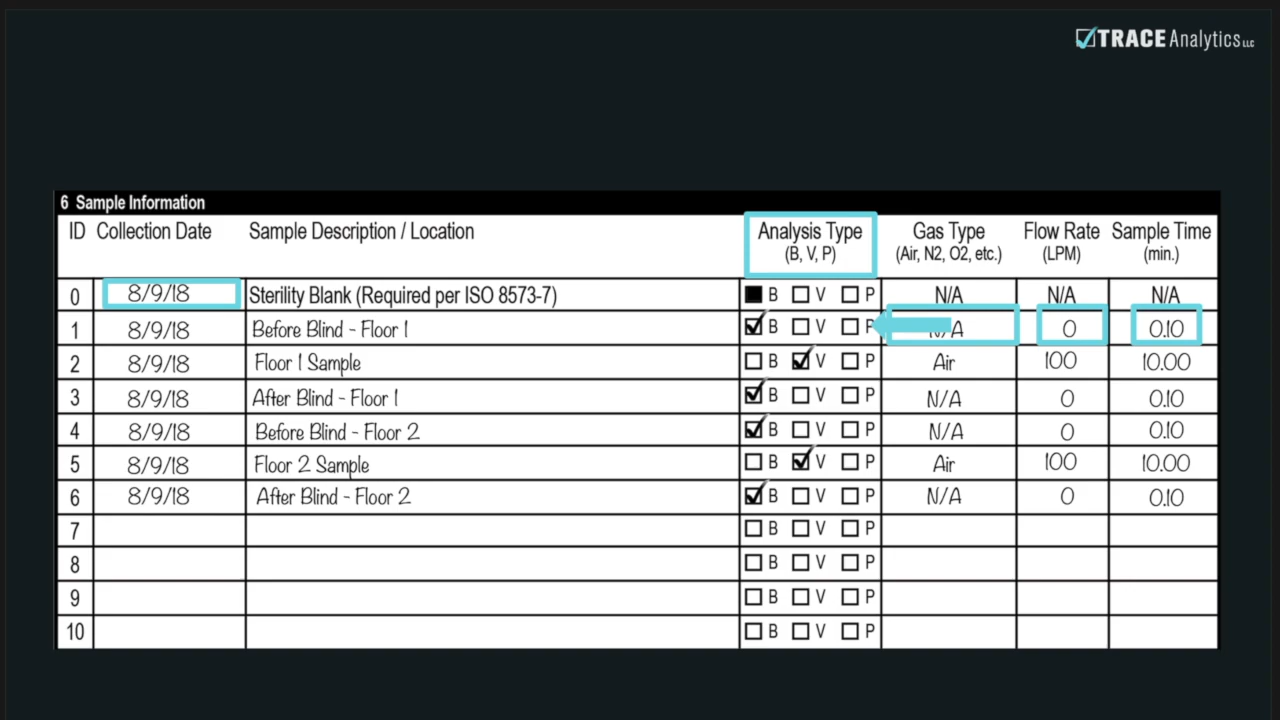 TRACE Analytics LLC
6 Sample Information
ID Collection Date Sample Description / Location Analysis Type Gas Type Flow Rate Sample Time
(B, V, P) (Air, N2, O2, etc.) (LPM) (min.)
0 8/9/18 Sterility Blank (Required per ISO 8573-7) B V P N/A N/A N/A
1 8/9/18 Before Blind - Floor 1 B V P N/A 0 0.10
2 8/9/18 Floor 1 Sample B V P Air 100 10.00
3 8/9/18 After Blind - Floor 1 B V P N/A 0 0.10
4 8/9/18 Before Blind - Floor 2 B V P N/A 0 0.10
5 8/9/18 Floor 2 Sample B V P Air 100 10.00
6 8/9/18 After Blind - Floor 2 B V P N/A 0 0.10
7 B V P
8 B V P
9 B V P
10 B V P